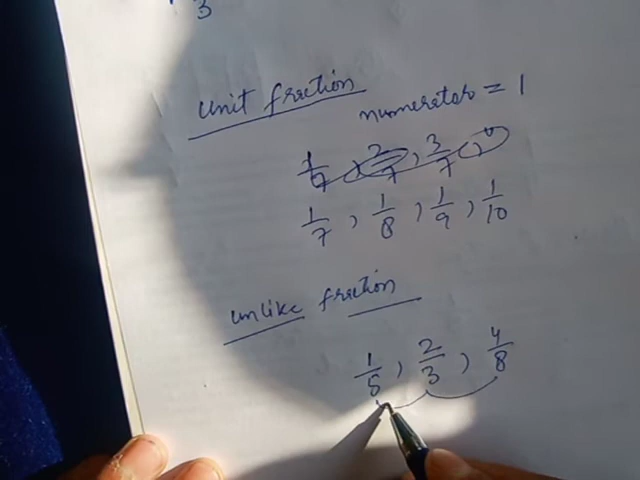 3
unit fraction
numerator = 1
1/7, 2/7, 3/7,
1/7, 1/8, 1/9, 1/10
unlike fraction
1/5, 2/3, 4/8